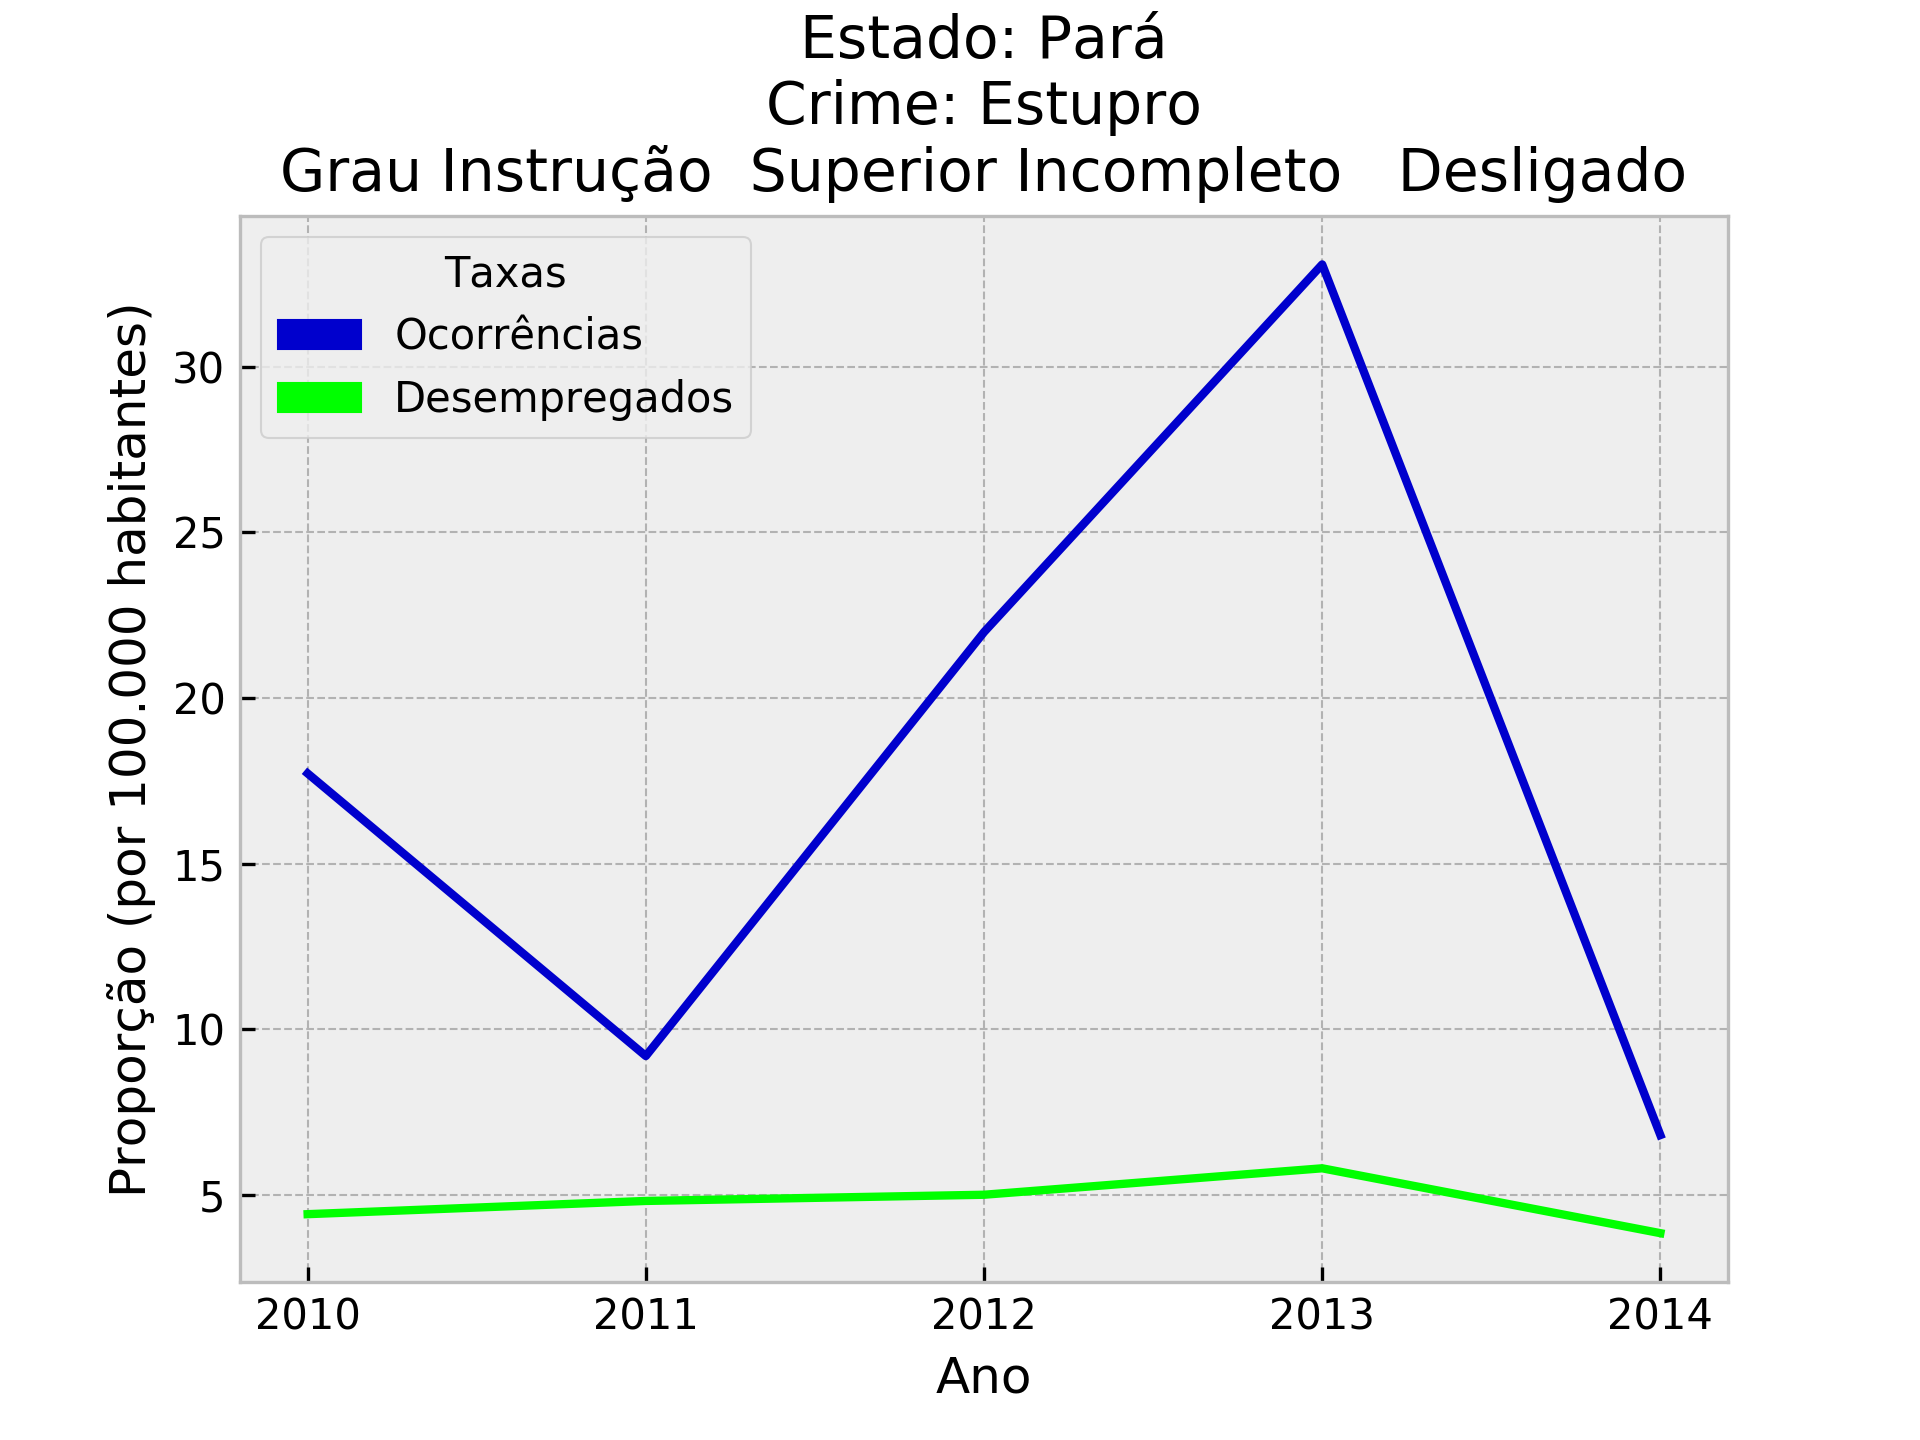 Estado: Pará
Crime: Estupro
Grau Instrução  Superior Incompleto   Desligado
Taxas
Ocorrências
Desempregados
Proporção (por 100.000 habitantes)
30
25
20
15
10
5
2010 2011 2012 2013 2014
Ano